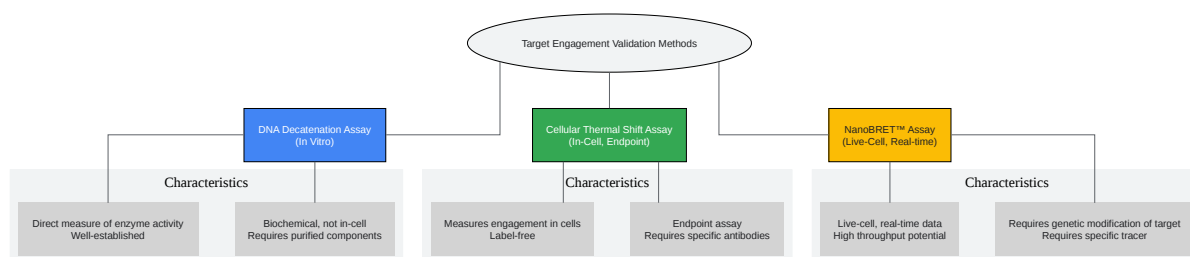 Target Engagement Validation Methods
DNA Decatenation Assay
(In Vitro)
Cellular Thermal Shift Assay
(In-Cell, Endpoint)
NanoBRET™ Assay
(Live-Cell, Real-time)
Characteristics
Direct measure of enzyme activity
Well-established
Biochemical, not in-cell
Requires purified components
Characteristics
Measures engagement in cells
Label-free
Endpoint assay
Requires specific antibodies
Characteristics
Live-cell, real-time data
High throughput potential
Requires genetic modification of target
Requires specific tracer